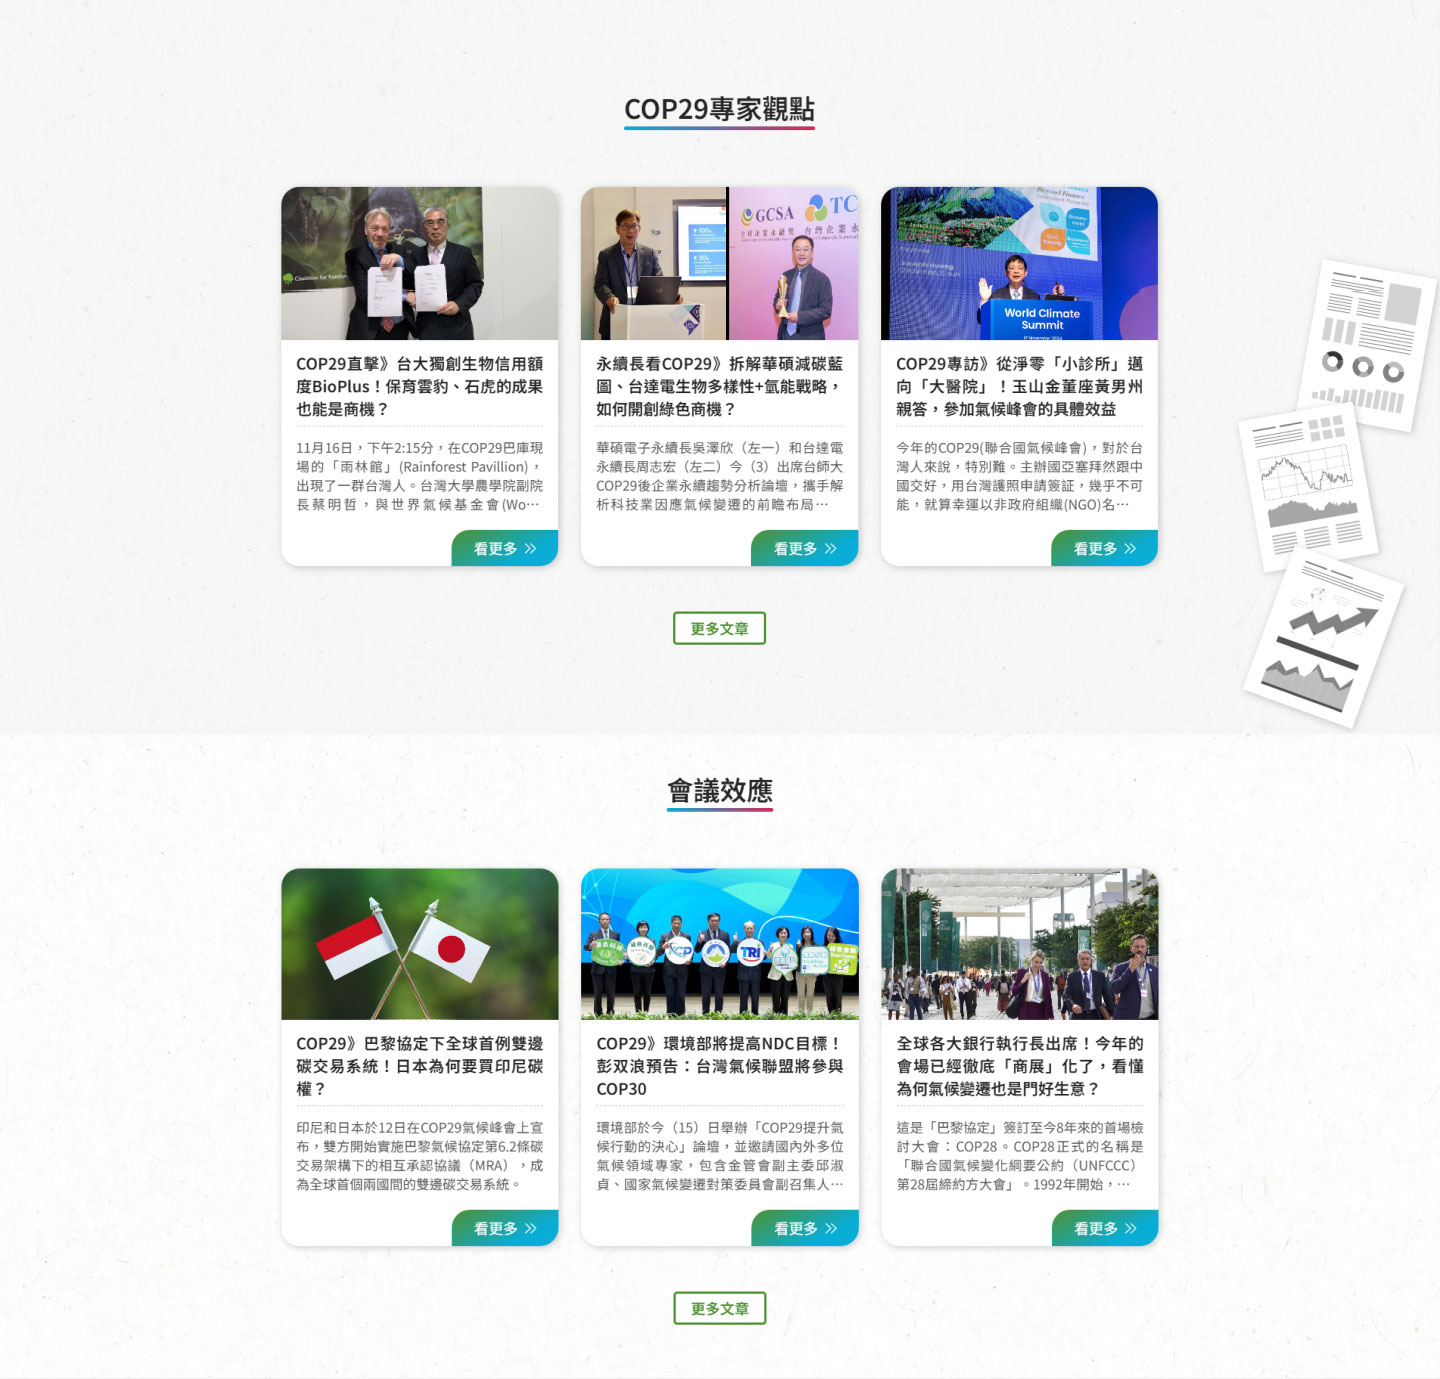 COP29專家觀點
Coalition for Rainfor
GCSA
TC
World Climate
Summit
COP29直擊》台大獨創生物信用額
度BioPlus！保育雲豹、石虎的成果
也能是商機？
11月16日，下午2:15分，在COP29巴庫現
場的「雨林館」(Rainforest Pavillion)，
出現了一群台灣人。台灣大學農學院副院
長蔡明哲，與世界氣候基金會(Wo…
看更多
永續長看COP29》拆解華碩減碳藍
圖、台達電生物多樣性+氫能戰略，
如何開創綠色商機？
華碩電子永續長吳澤欣（左一）和台達電
永續長周志宏（左二）今（3）出席台師大
COP29後企業永續趨勢分析論壇，攜手解
析科技業因應氣候變遷的前瞻布局…
看更多
COP29專訪》從淨零「小診所」邁
向「大醫院」！玉山金董座黃男州
親答，參加氣候峰會的具體效益
今年的COP29(聯合國氣候峰會)，對於台
灣人來說，特別難。主辦國亞塞拜然跟中
國交好，用台灣護照申請簽証，幾乎不可
能，就算幸運以非政府組織(NGO)名…
看更多
更多文章
會議效應
TRI
COP29》巴黎協定下全球首例雙邊
碳交易系統！日本為何要買印尼碳
權？
印尼和日本於12日在COP29氣候峰會上宣
布，雙方開始實施巴黎氣候協定第6.2條碳
交易架構下的相互承認協議（MRA），成
為全球首個兩國間的雙邊碳交易系統。
看更多
COP29》環境部將提高NDC目標！
彭双浪預告：台灣氣候聯盟將參與
COP30
環境部於今（15）日舉辦「COP29提升氣
候行動的決心」論壇，並邀請國內外多位
氣候領域專家，包含金管會副主委邱淑
貞、國家氣候變遷對策委員會副召集人…
看更多
全球各大銀行執行長出席！今年的
會場已經徹底「商展」化了，看懂
為何氣候變遷也是門好生意？
這是「巴黎協定」簽訂至今8年來的首場檢
討大會：COP28。COP28正式的名稱是
「聯合國氣候變化綱要公約（UNFCCC）
第28屆締約方大會」。1992年開始，…
看更多
更多文章